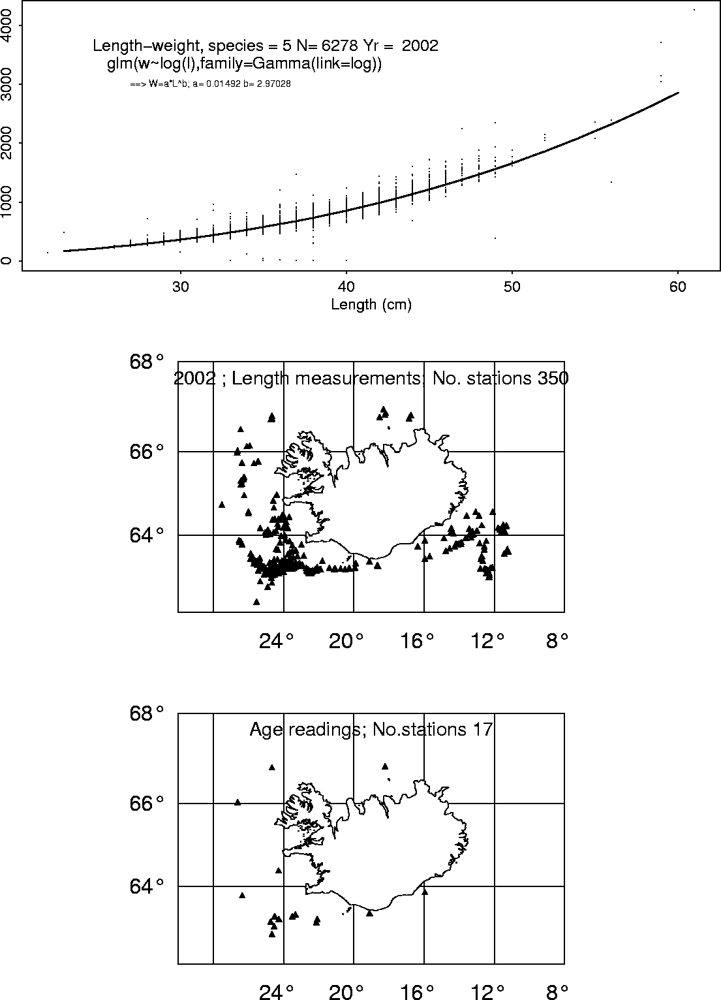 4000
3000
2000
1000
0
Length-weight, species = 5 N= 6278 Yr = 2002
glm(w~log(l),family=Gamma(link=log))
==> W=a*L^b; a= 0.01492 b= 2.97028
30 40 50 60
Length (cm)
68°
2002 ; Length measurements; No. stations 350
66°
64°
24° 20° 16° 12° 8°
68°
Age readings; No.stations 17
66°
64°
24° 20° 16° 12° 8°